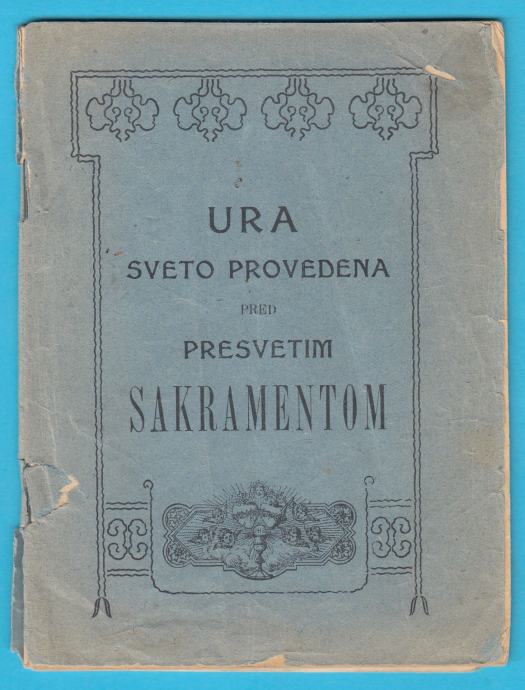 URA
SVETO PROVEDENA
PRED
PRESVETIM
SAKRAMENTOM